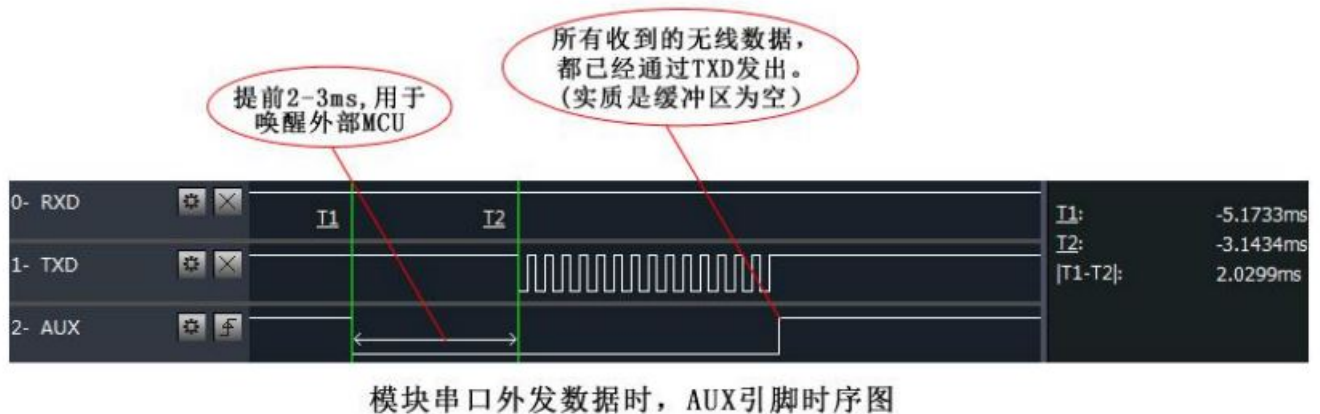 所有收到的无线数据，
都已经通过TXD发出。
(实质是缓冲区为空)
提前2-3ms,用于
唤醒外部MCU
0- RXD
T1
T2
T1:
-5.1733ms
T2:
-3.1434ms
1- TXD
|T1-T2|:
2.0299ms
2- AUX
模块串口外发数据时，AUX引脚时序图